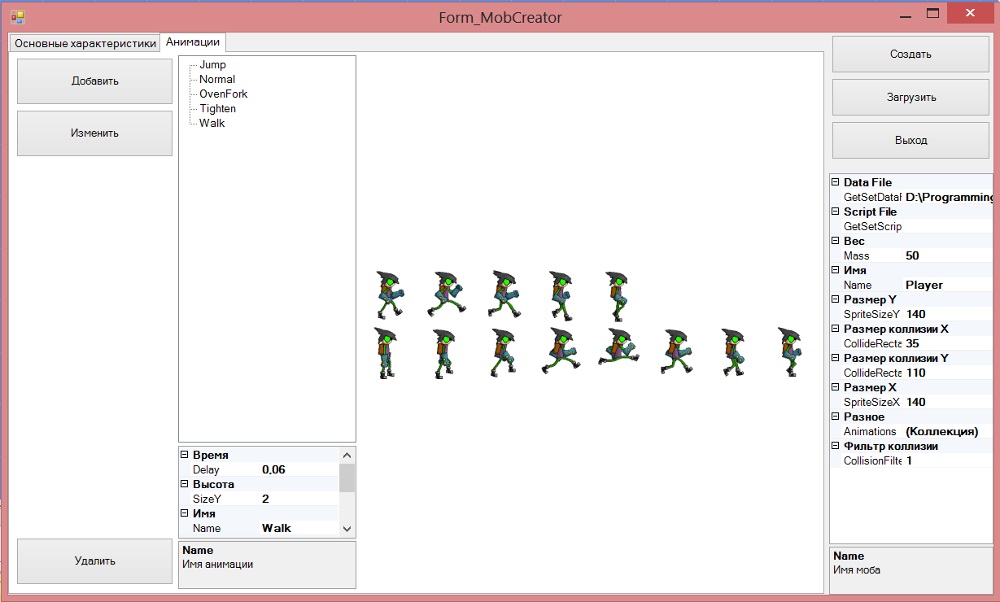 Form_MobCreator
Основные характеристики
Анимации
Добавить
Изменить
Удалить
Jump
Normal
OvenFork
Tighten
Walk
Время
Delay 0,06
Высота
SizeY 2
Имя
Name Walk
Name
Имя анимации
Создать
Загрузить
Выход
Data File
GetSetDataF D:\Programming
Script File
GetSetScrip
Вес
Mass 50
Имя
Name Player
Размер Y
SpriteSizeY 140
Размер коллизии X
CollideRecta 35
Размер коллизии Y
CollideRecta 110
Размер X
SpriteSizeX 140
Разное
Animations (Коллекция)
Фильтр коллизии
CollisionFilte 1
Name
Имя моба